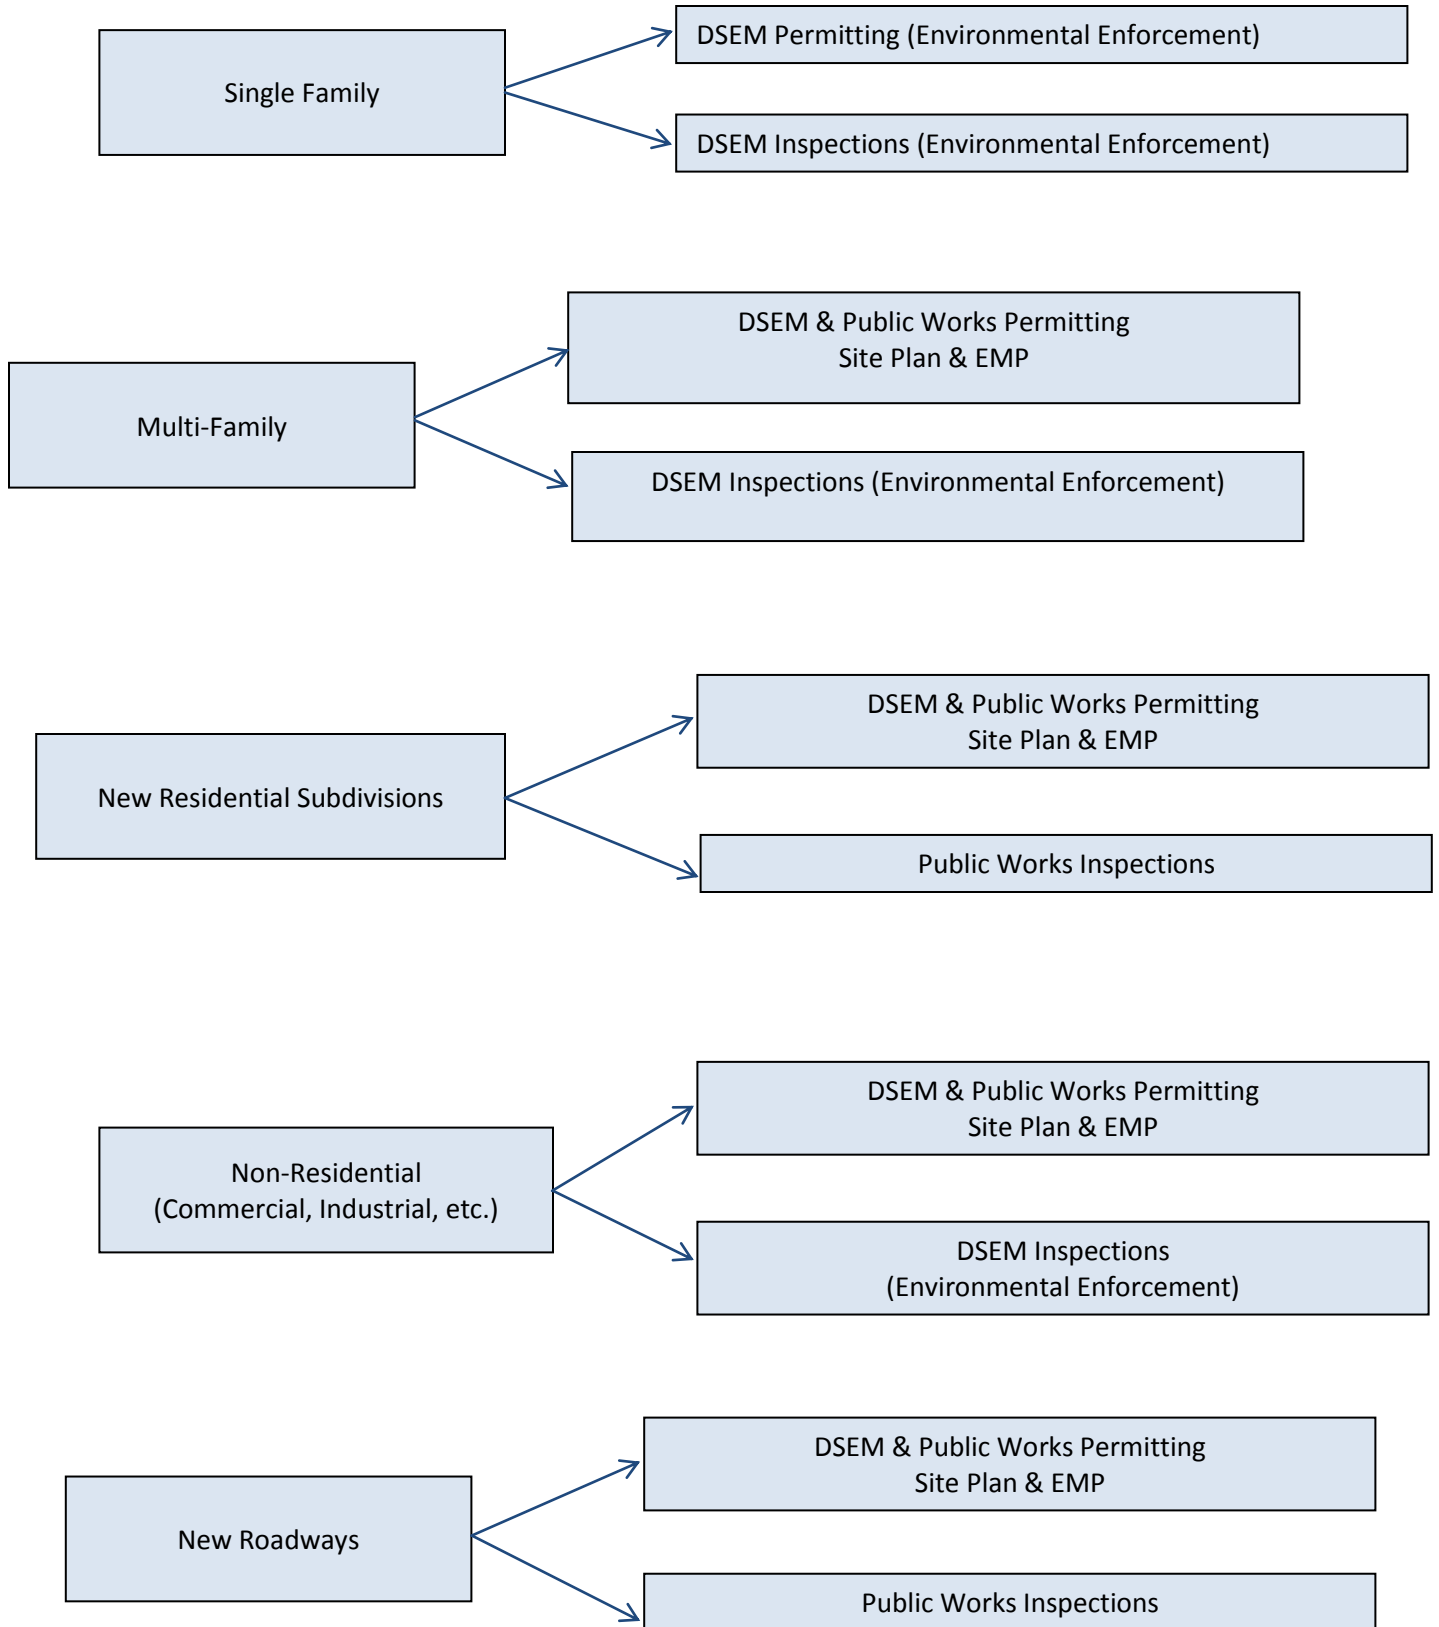 Single Family
DSEM Permitting (Environmental Enforcement)
DSEM Inspections (Environmental Enforcement)
Multi-Family
DSEM & Public Works Permitting
Site Plan & EMP
DSEM Inspections (Environmental Enforcement)
New Residential Subdivisions
DSEM & Public Works Permitting
Site Plan & EMP
Public Works Inspections
Non-Residential
(Commercial, Industrial, etc.)
DSEM & Public Works Permitting
Site Plan & EMP
DSEM Inspections
(Environmental Enforcement)
New Roadways
DSEM & Public Works Permitting
Site Plan & EMP
Public Works Inspections